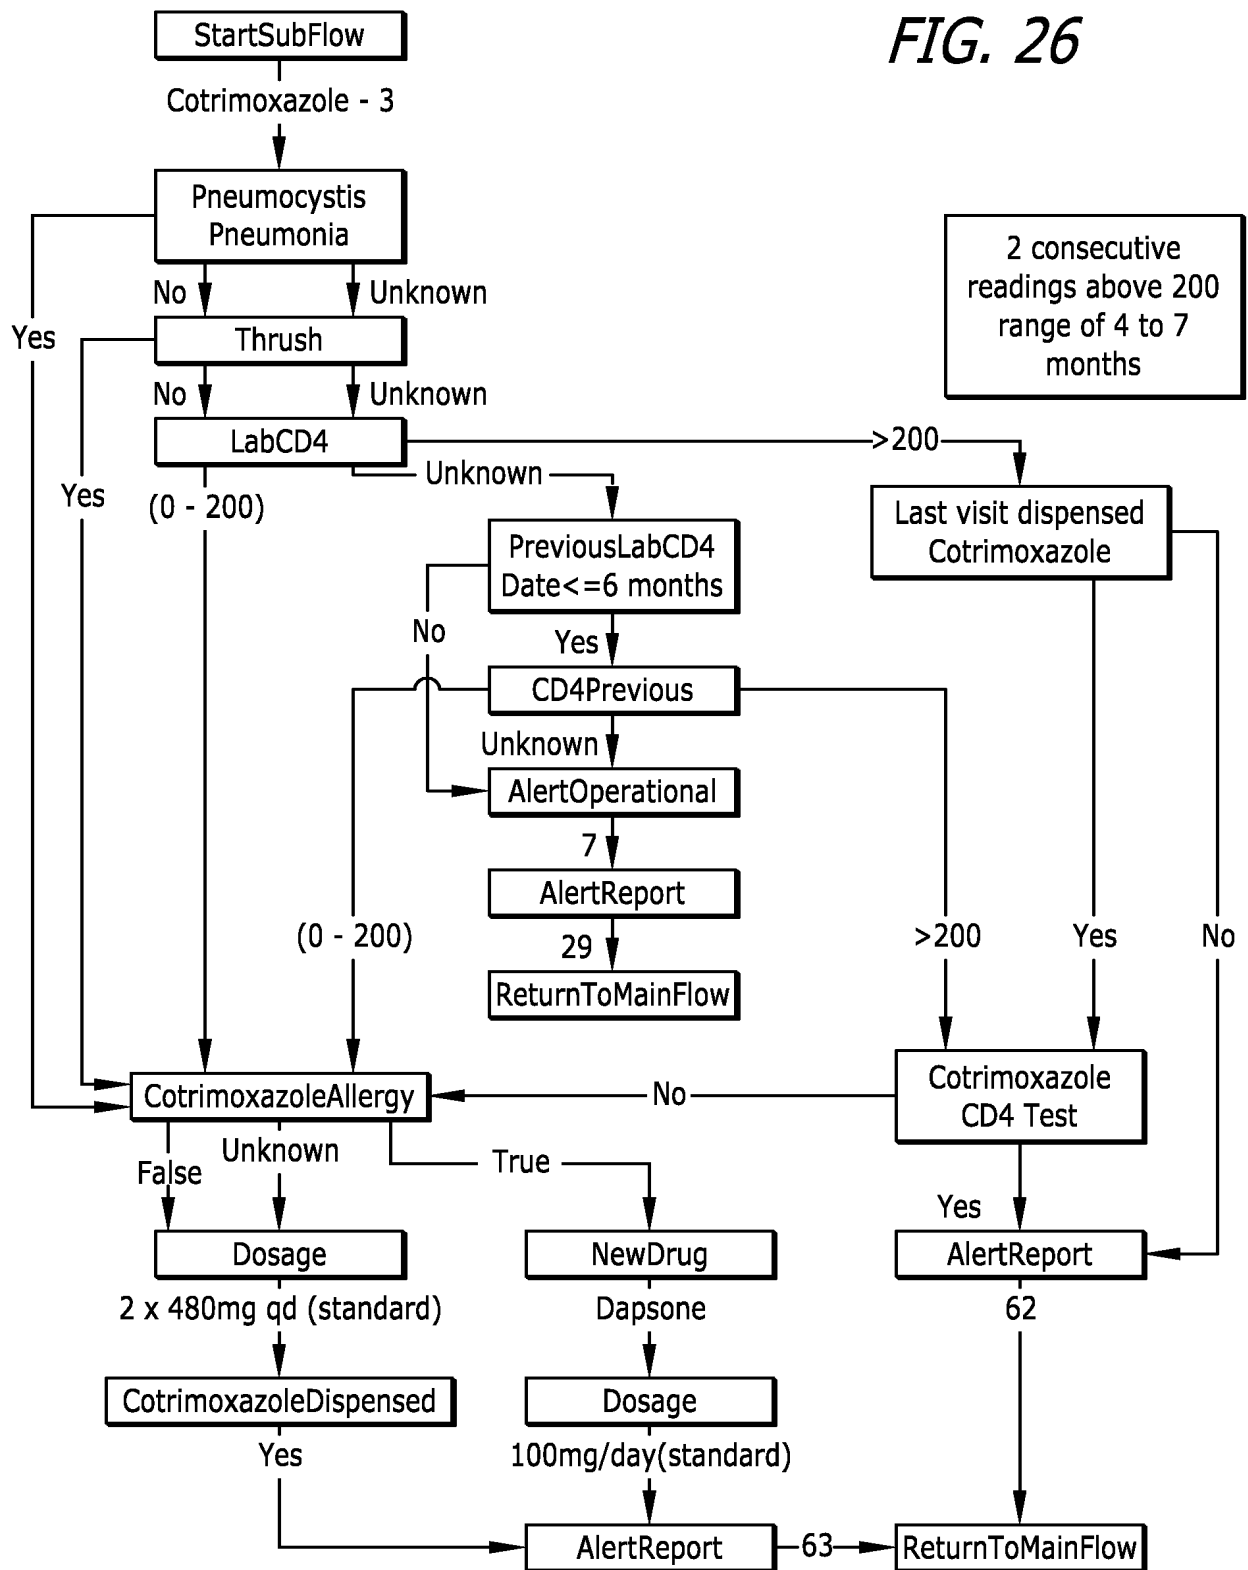 FIG. 26
StartSubFlow
Cotrimoxazole - 3
Pneumocystis
Pneumonia
2 consecutive
readings above 200
range of 4 to 7
months
No
Unknown
Yes
Thrush
No
Unknown
LabCD4
>200
Unknown
Yes
(0 - 200)
Last visit dispensed
Cotrimoxazole
PreviousLabCD4
Date<=6 months
No
Yes
CD4Previous
Unknown
AlertOperational
7
AlertReport
(0 - 200)
29
>200
Yes
No
ReturnToMainFlow
CotrimoxazoleAllergy
No
Cotrimoxazole
CD4 Test
False
Unknown
True
Yes
Dosage
NewDrug
AlertReport
2 x 480mg qd (standard)
Dapsone
62
CotrimoxazoleDispensed
Dosage
Yes
100mg/day(standard)
AlertReport
63
ReturnToMainFlow